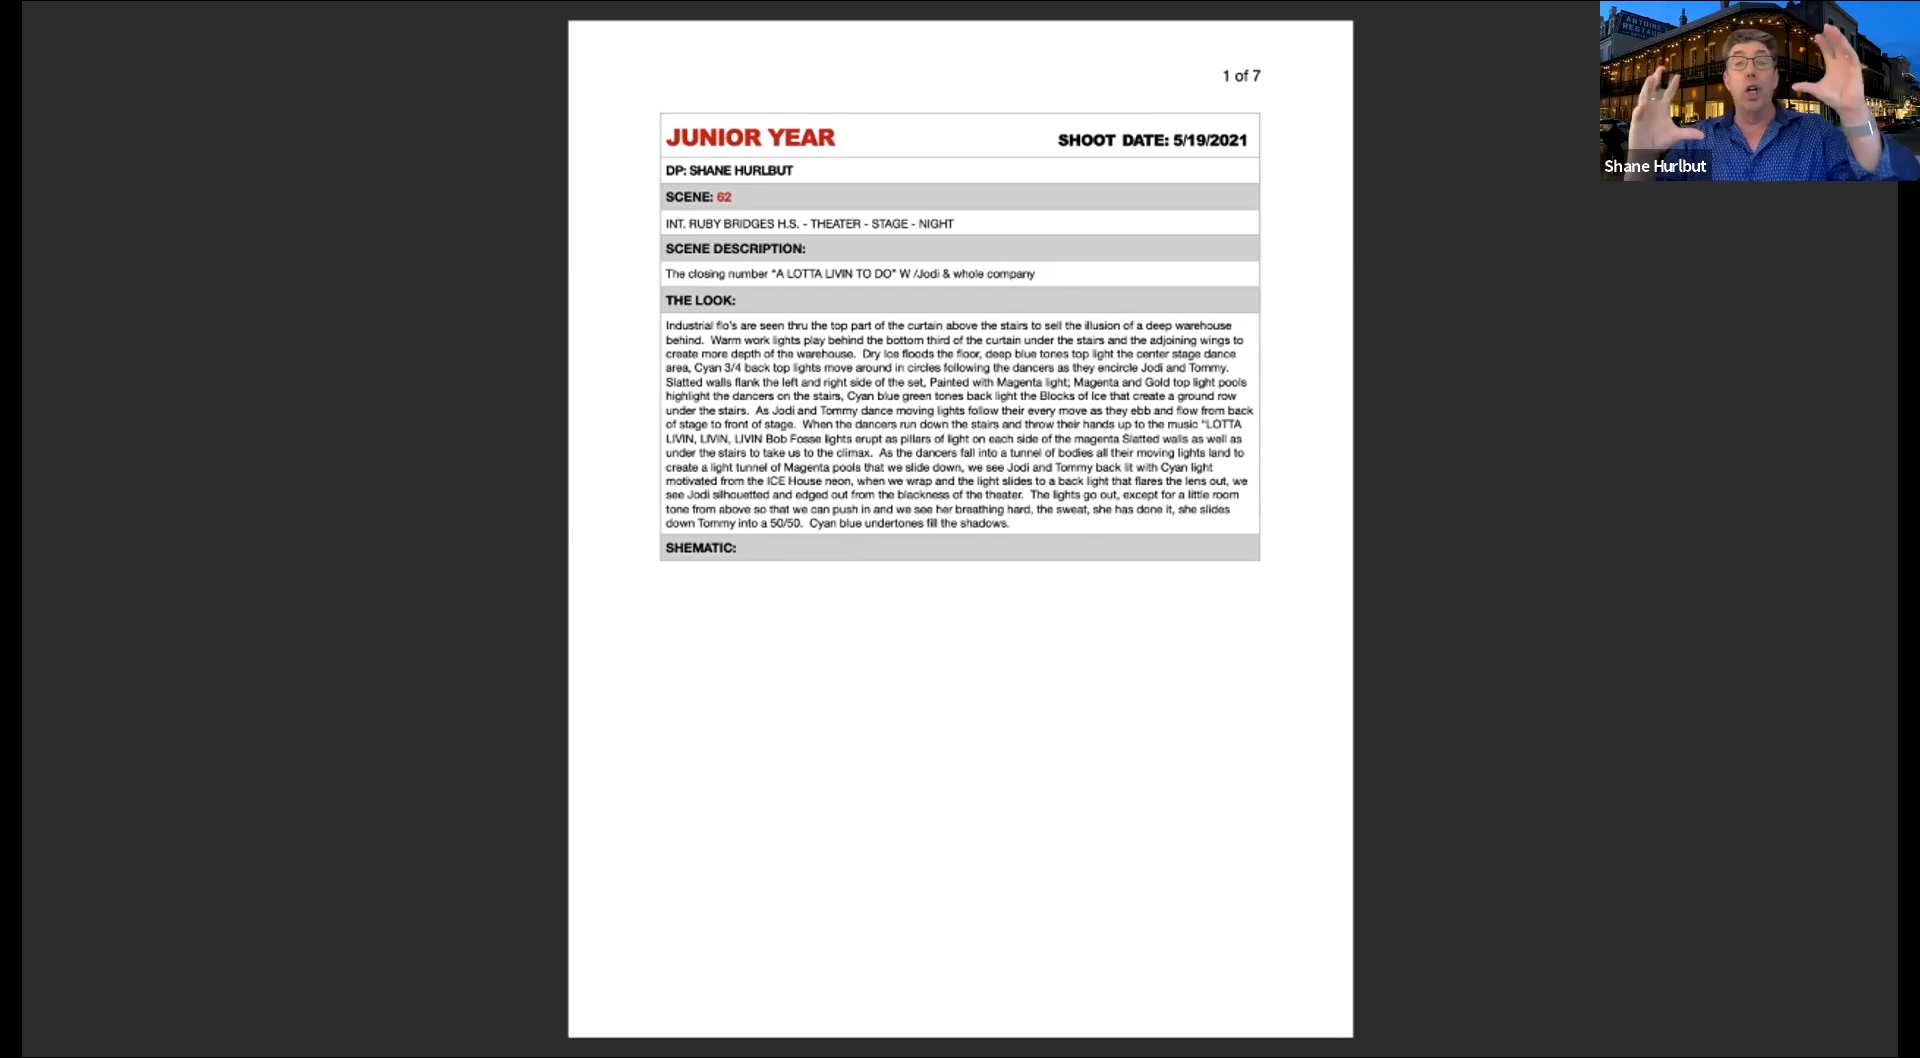 1 of 7
JUNIOR YEAR
SHOOT DATE: 5/19/2021
DP: SHANE HURLBUT
SCENE: 62
INT. RUBY BRIDGES H.S. - THEATER - STAGE - NIGHT
SCENE DESCRIPTION:
The closing number "A LOTTA LIVIN TO DO" W /Jodi & whole company
THE LOOK:
Industrial flo's are seen thru the top part of the curtain above the stairs to sell the illusion of a deep warehouse
behind. Warm work lights play behind the bottom third of the curtain under the stairs and the adjoining wings to
create more depth of the warehouse. Dry Ice floods the floor, deep blue tones top light the center stage dance
area, Cyan 3/4 back top lights move around in circles following the dancers as they encircle Jodi and Tommy.
Slatted walls flank the left and right side of the set, Painted with Magenta light; Magenta and Gold top light pools
highlight the dancers on the stairs, Cyan blue green tones back light the Blocks of Ice that create a ground row
under the stairs. As Jodi and Tommy dance moving lights follow their every move as they ebb and flow from back
of stage to front of stage. When the dancers run down the stairs and throw their hands up to the music "LOTTA
LIVIN, LIVIN, LIVIN Bob Fosse lights erupt as pillars of light on each side of the magenta Slatted walls as well as
under the stairs to take us to the climax. As the dancers fall into a tunnel of bodies all their moving lights land to
create a light tunnel of Magenta pools that we slide down, we see Jodi and Tommy back lit with Cyan light
motivated from the ICE House neon, when we wrap and the light slides to a back light that flares the lens out, we
see Jodi silhouetted and edged out from the blackness of the theater. The lights go out, except for a little room
tone from above so that we can push in and we see her breathing hard, the sweat, she has done it, she slides
down Tommy into a 50/50. Cyan blue undertones fill the shadows.
SHEMATIC:
ANTOINE
RESTAU
Shane Hurlbut